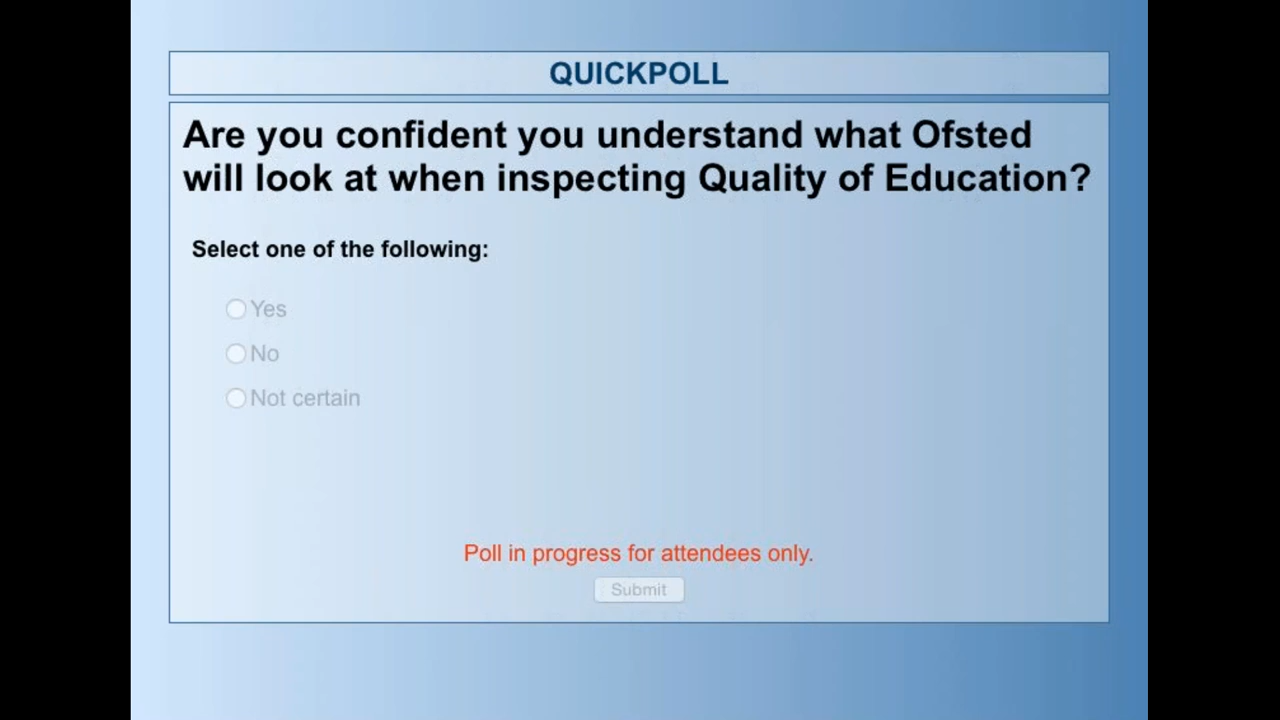 QUICKPOLL
Are you confident you understand what Ofsted
will look at when inspecting Quality of Education?
Select one of the following:
Yes
No
Not certain
Poll in progress for attendees only.
Submit